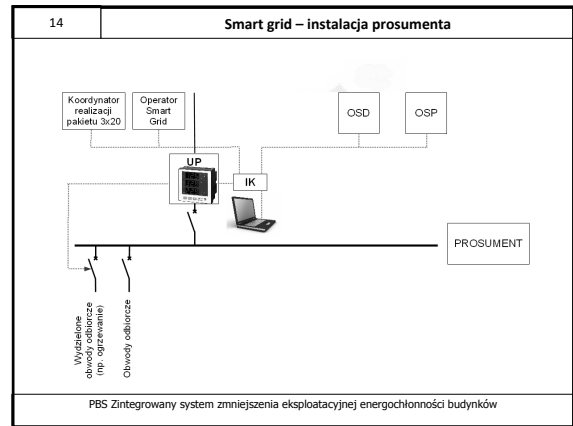 14
Smart grid – instalacja prosumenta
Koordynator
realizacji
pakietu 3x20
Operator
Smart
Grid
OSD
OSP
UP
IK
PROSUMENT
Wydzielone
obwody odbiorcze
(np. ogrzewanie)
Obwody odbiorcze
PBS Zintegrowany system zmniejszenia eksploatacyjnej energochłonności budynków